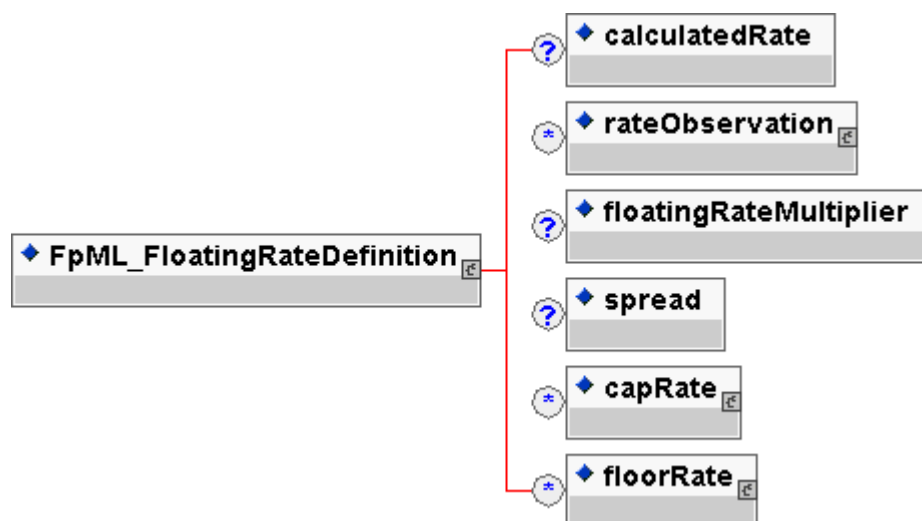 ? calculatedRate
* rateObservation
? floatingRateMultiplier
FpML_FloatingRateDefinition
? spread
* capRate
* floorRate